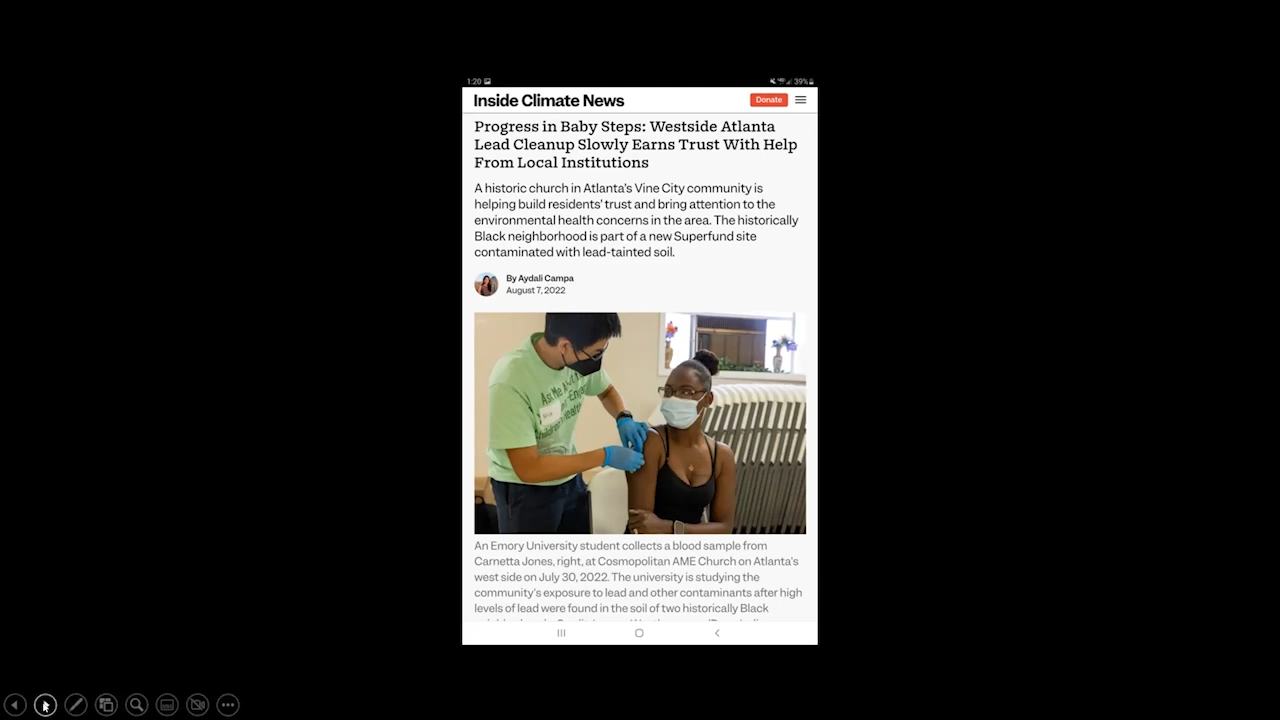 1:20
39%
Inside Climate News
Donate
Progress in Baby Steps: Westside Atlanta
Lead Cleanup Slowly Earns Trust With Help
From Local Institutions
A historic church in Atlanta's Vine City community is
helping build residents' trust and bring attention to the
environmental health concerns in the area. The historically
Black neighborhood is part of a new Superfund site
contaminated with lead-tainted soil.
By Aydali Campa
August 7, 2022
Ask Me About
Children's Health
An Emory University student collects a blood sample from
Carnetta Jones, right, at Cosmopolitan AME Church on Atlanta's
west side on July 30, 2022. The university is studying the
community's exposure to lead and other contaminants after high
levels of lead were found in the soil of two historically Black